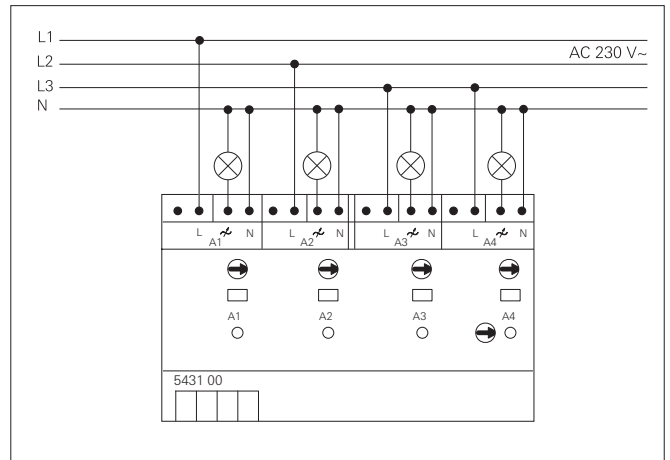 L1
AC 230 V~
L2
L3
N
L N L N L N L N
A1 A2 A3 A4
A1 A2 A3 A4
5431 00